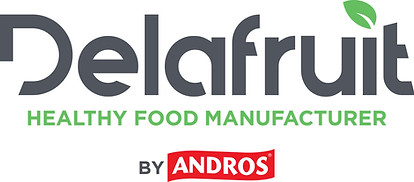 Delafruit
HEALTHY FOOD MANUFACTURER
BY ANDROS®